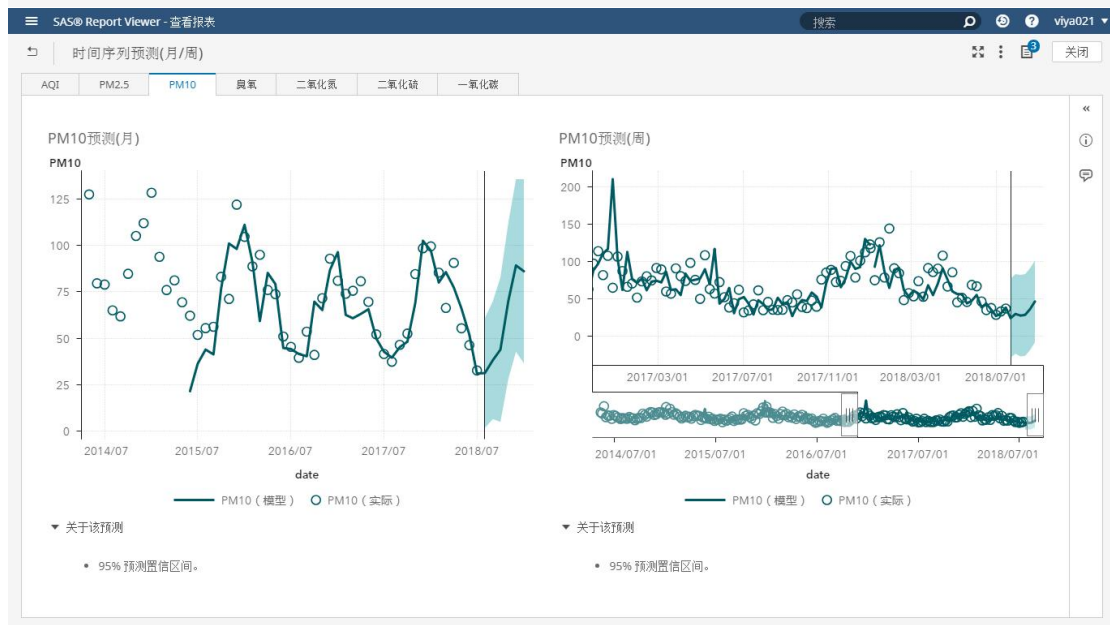 SAS® Report Viewer - 查看报表
搜索
viya021
时间序列预测(月/周)
3
关闭
AQI
PM2.5
PM10
臭氧
二氧化氮
二氧化硫
一氧化碳
PM10预测(月)
PM10
125
100
75
50
25
0
2014/07 2015/07 2016/07 2017/07 2018/07
date
PM10（模型） PM10（实际）
关于该预测
95% 预测置信区间。
PM10预测(周)
PM10
200
150
100
50
0
2017/03/01 2017/07/01 2017/11/01 2018/03/01 2018/07/01
2014/07/01 2015/07/01 2016/07/01 2017/07/01 2018/07/01
date
PM10（模型） PM10（实际）
关于该预测
95% 预测置信区间。